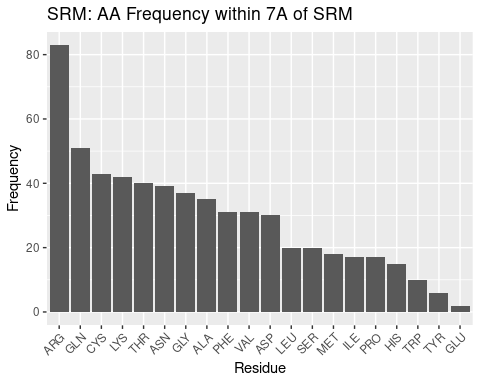 SRM: AA Frequency within 7A of SRM
Frequency
80
60
40
20
0
ARG GLN CYS LYS THR ASN GLY ALA PHE VAL ASP LEU SER MET ILE PRO HIS TRP TYR GLU
Residue